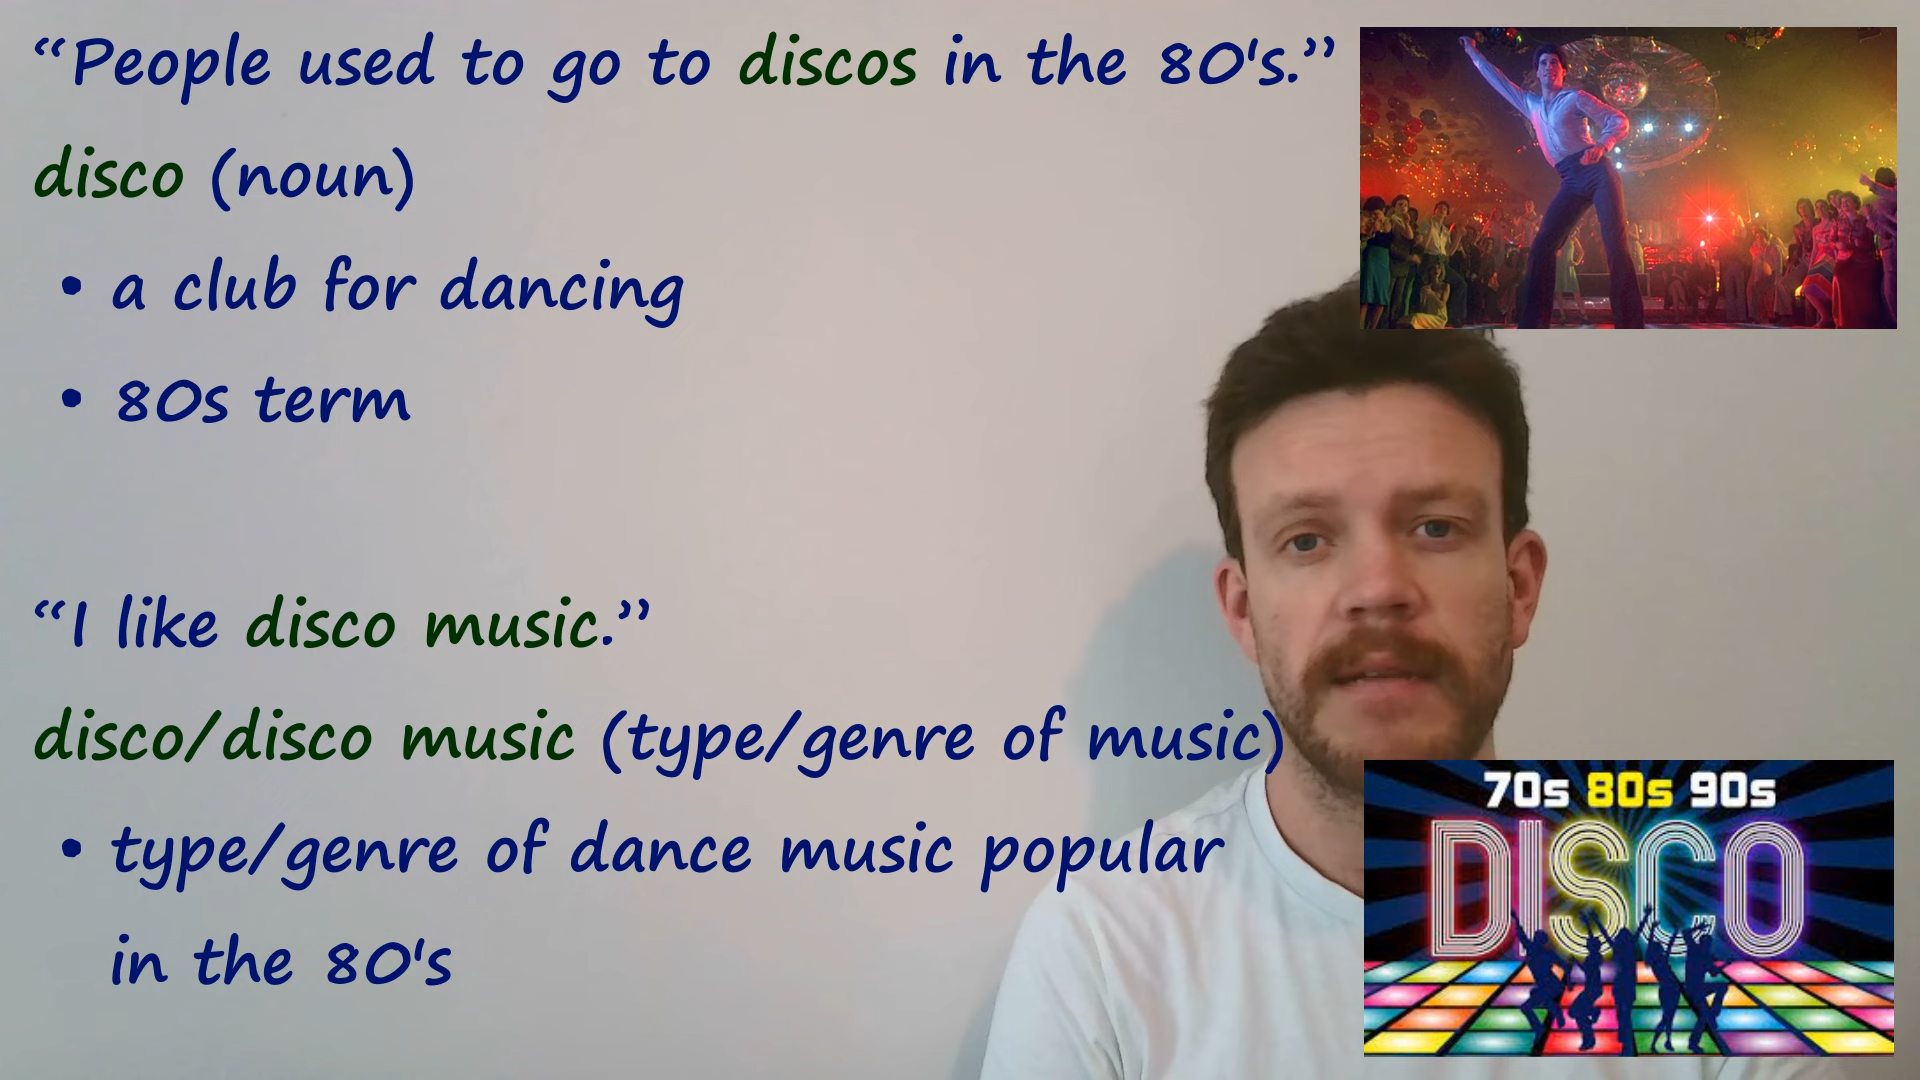 “People used to go to discos in the 80's.”
disco (noun)
• a club for dancing
• 80s term
“I like disco music.”
disco/disco music (type/genre of music)
• type/genre of dance music popular
in the 80's
70s 80s 90s
DISCO